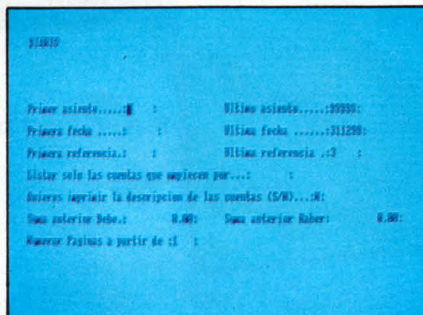 DIARIO
Primer asiento.....: : Ultimo asiento.....:99999:
Primera fecha .....: : Ultima fecha ......:311299:
Primera referencia.: : Ultima referencia .:3 :
Listar solo las cuentas que empiecen por...: :
Quieres imprimir la descripcion de las cuentas (S/N)...:N:
Suma anterior Debe.: 0.00: Suma anterior Haber: 0.00:
Numerar Paginas a partir de :1 :